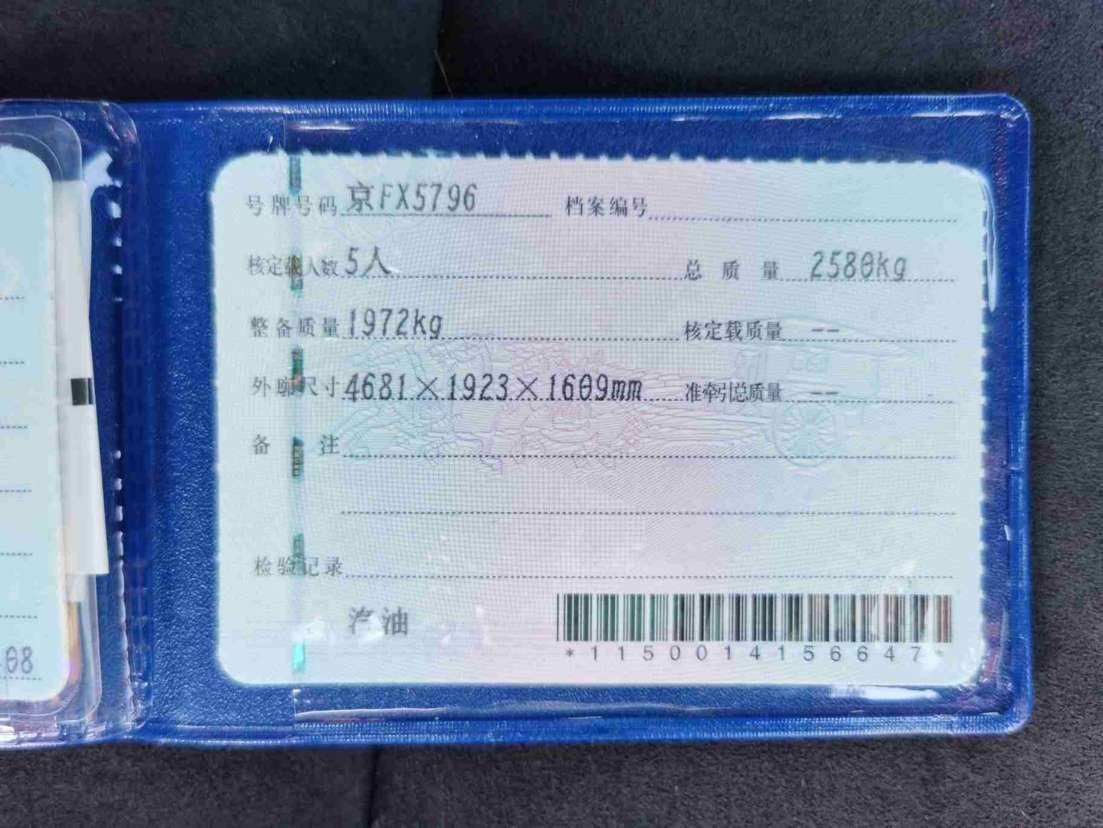 号牌号码 京FX5796 档案编号
核定载人数 5人 总质量 2580kg
整备质量 1972kg 核定载质量 --
外廓尺寸 4681×1923×1609mm 准牵引总质量 --
备注
检验记录
汽油
*1150014156647*
08